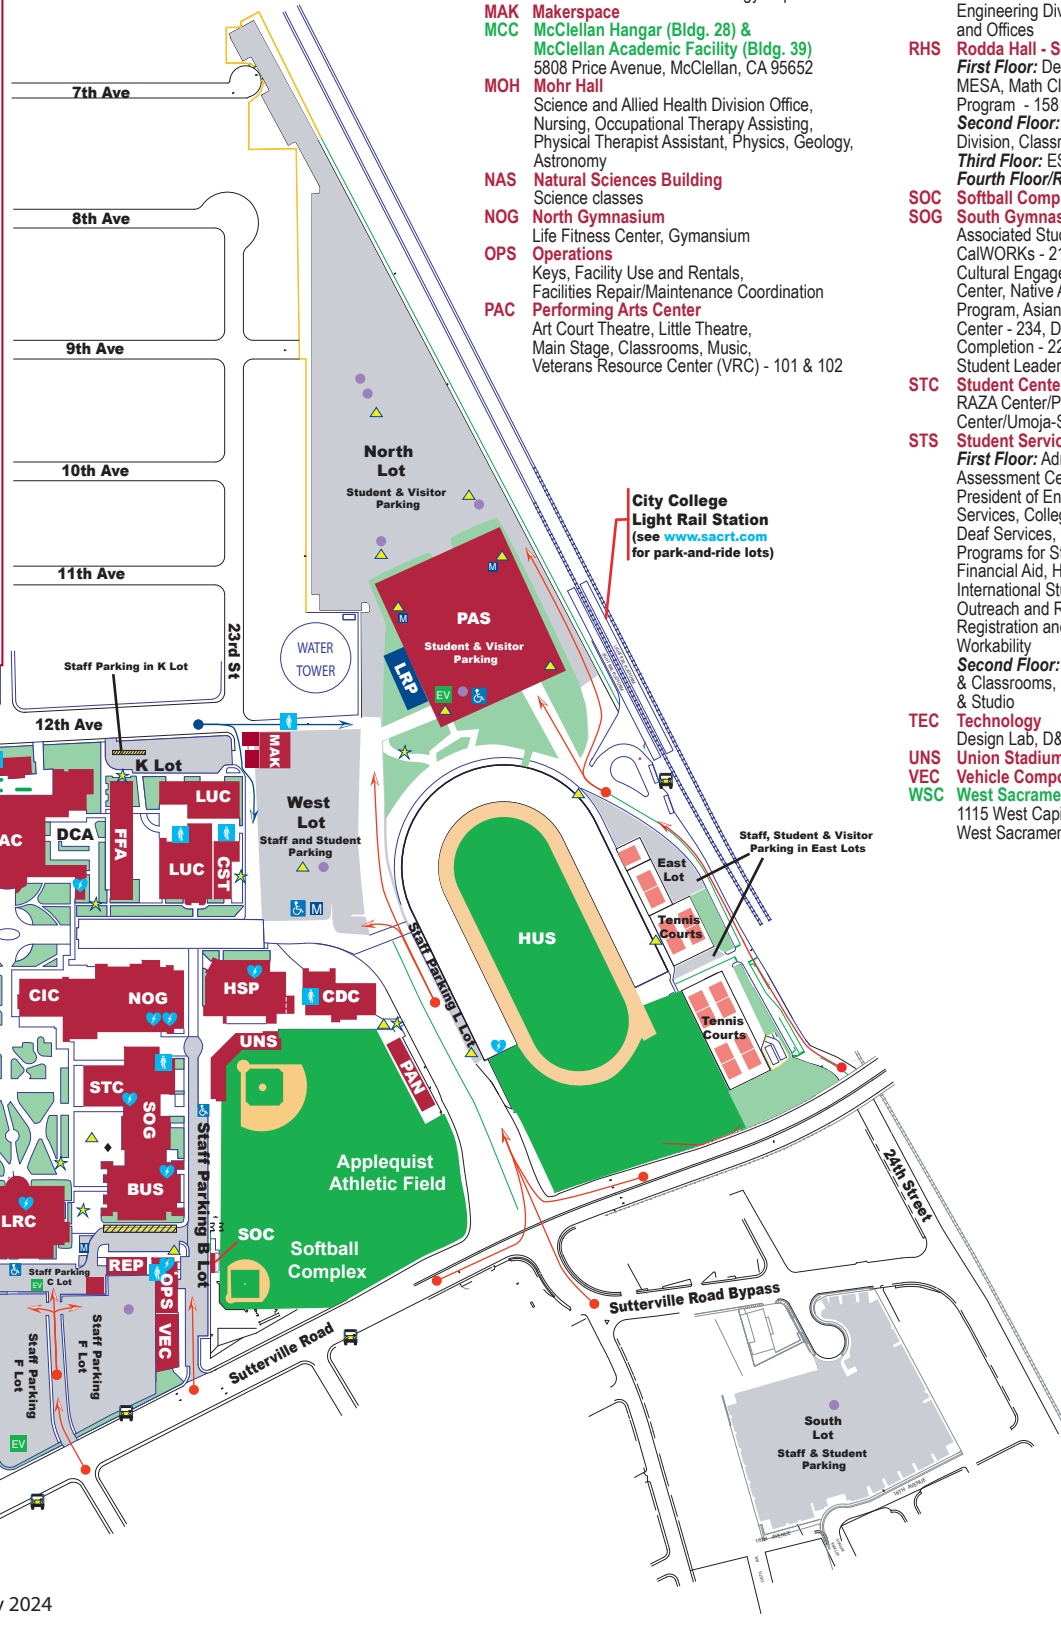 MAK Makerspace
MCC McClellan Hangar (Bldg. 28) &
McClellan Academic Facility (Bldg. 39)
5808 Price Avenue, McClellan, CA 95652
MOH Mohr Hall
Science and Allied Health Division Office,
Nursing, Occupational Therapy Assisting,
Physical Therapist Assistant, Physics, Geology,
Astronomy
NAS Natural Sciences Building
Science classes
NOG North Gymnasium
Life Fitness Center, Gymansium
OPS Operations
Keys, Facility Use and Rentals,
Facilities Repair/Maintenance Coordination
PAC Performing Arts Center
Art Court Theatre, Little Theatre,
Main Stage, Classrooms, Music,
Veterans Resource Center (VRC) - 101 & 102
Engineering Div
and Offices
RHS Rodda Hall - S
First Floor: De
MESA, Math Cl
Program - 158
Second Floor:
Division, Classr
Third Floor: ES
Fourth Floor/R
SOC Softball Comp
SOG South Gymnas
Associated Stu
CalWORKs - 21
Cultural Engage
Center, Native A
Program, Asian
Center - 234, D
Completion - 22
Student Leader
STC Student Cente
RAZA Center/P
Center/Umoja-S
STS Student Servic
First Floor: Adm
Assessment Ce
President of En
Services, Colleg
Deaf Services,
Programs for St
Financial Aid, H
International Stu
Outreach and R
Registration and
Workability
Second Floor:
& Classrooms,
& Studio
TEC Technology
Design Lab, D&
UNS Union Stadium
VEC Vehicle Compo
WSC West Sacrame
1115 West Capi
West Sacramen
7th Ave
8th Ave
9th Ave
10th Ave
11th Ave
23rd St
12th Ave
Staff Parking in K Lot
K Lot
North
Lot
Student & Visitor
Parking
City College
Light Rail Station
(see www.sacrt.com
for park-and-ride lots)
WATER
TOWER
PAS
Student & Visitor
Parking
M
M
EV
LRP
MAK
LUC
AC
DCA
FFA
LUC
CST
West
Lot
Staff and Student
Parking
M
Staff, Student & Visitor
Parking in East Lots
East
Lot
Tennis
Courts
HUS
Staff Parking L Lot
Tennis
Courts
CIC
NOG
HSP
CDC
UNS
PAN
STC
SOG
BUS
LRC
M
Staff Parking B Lot
Applequist
Athletic Field
SOC
Softball
Complex
24th Street
REP
OPS
VEC
Staff Parking
C Lot
EV
Staff Parking
F Lot
Staff Parking
F Lot
EV
Sutterville Road
Sutterville Road Bypass
South
Lot
Staff & Student
Parking
16TH AVENUE
16TH AVENUE
y 2024